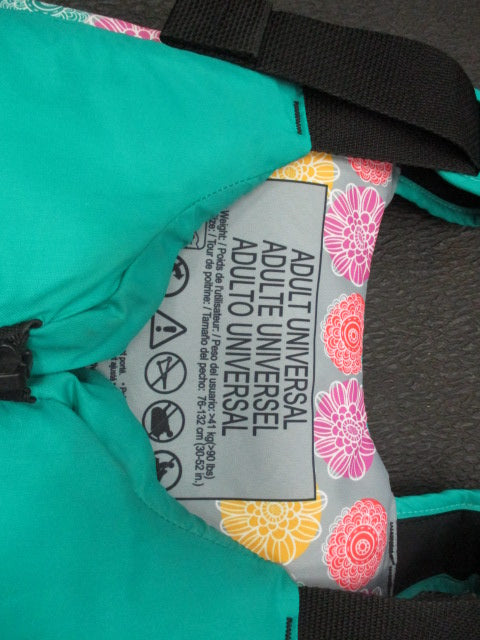 ADULT UNIVERSAL
ADULTE UNIVERSEL
ADULTO UNIVERSAL
Weight: / Poids de l'utilisateur: / Peso del usuario: >41 kg(>90 lbs)
Size: / Tour de poitrine: / Tamaño del pecho: 76-132 cm (30-52 in.)